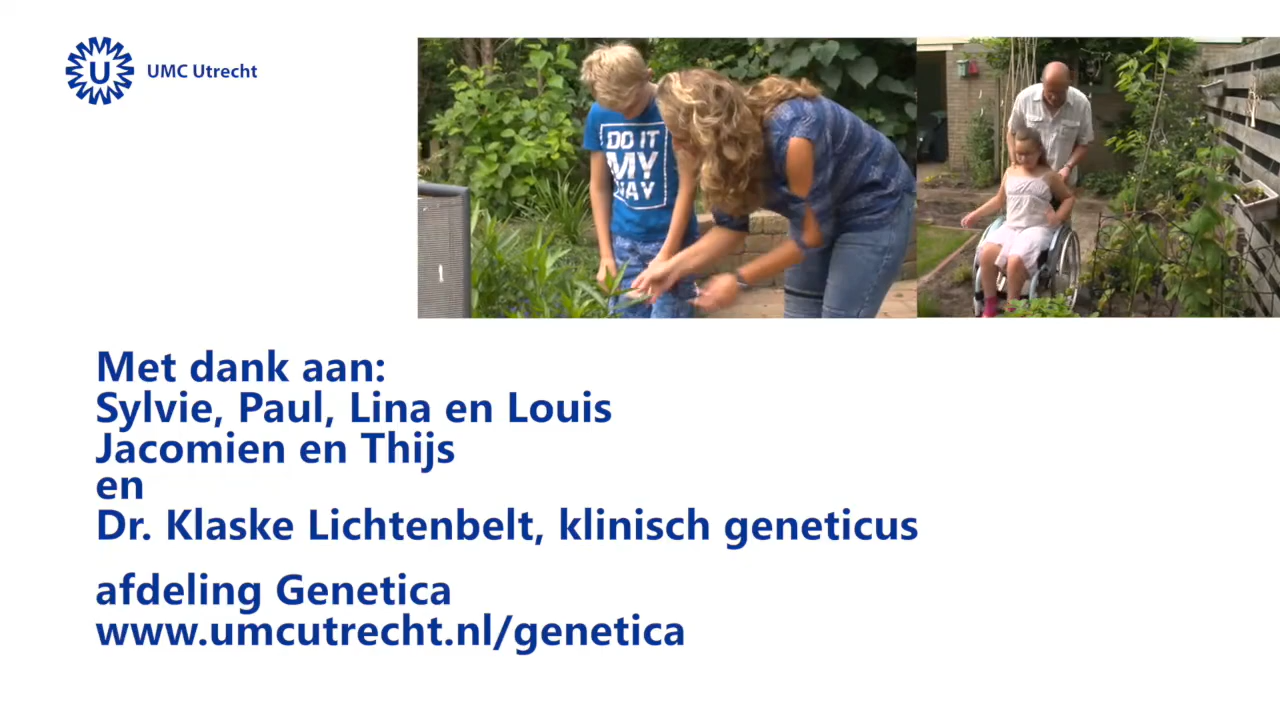 U
UMC Utrecht
DO IT
MY
WAY
Met dank aan:
Sylvie, Paul, Lina en Louis
Jacomien en Thijs
en
Dr. Klaske Lichtenbelt, klinisch geneticus
afdeling Genetica
www.umcutrecht.nl/genetica